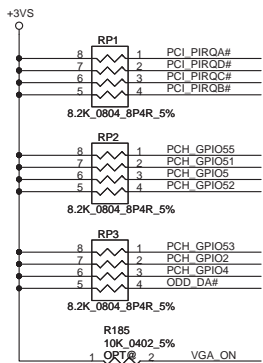 +3VS
RP1
8 1 PCI_PIRQA#
7 2 PCI_PIRQD#
6 3 PCI_PIRQC#
5 4 PCI_PIRQB#
8.2K_0804_8P4R_5%
RP2
8 1 PCH_GPIO55
7 2 PCH_GPIO51
6 3 PCH_GPIO5
5 4 PCH_GPIO52
8.2K_0804_8P4R_5%
RP3
8 1 PCH_GPIO53
7 2 PCH_GPIO2
6 3 PCH_GPIO4
5 4 ODD_DA#
8.2K_0804_8P4R_5%
R185
10K_0402_5%
1 OPT@ 2 VGA_ON